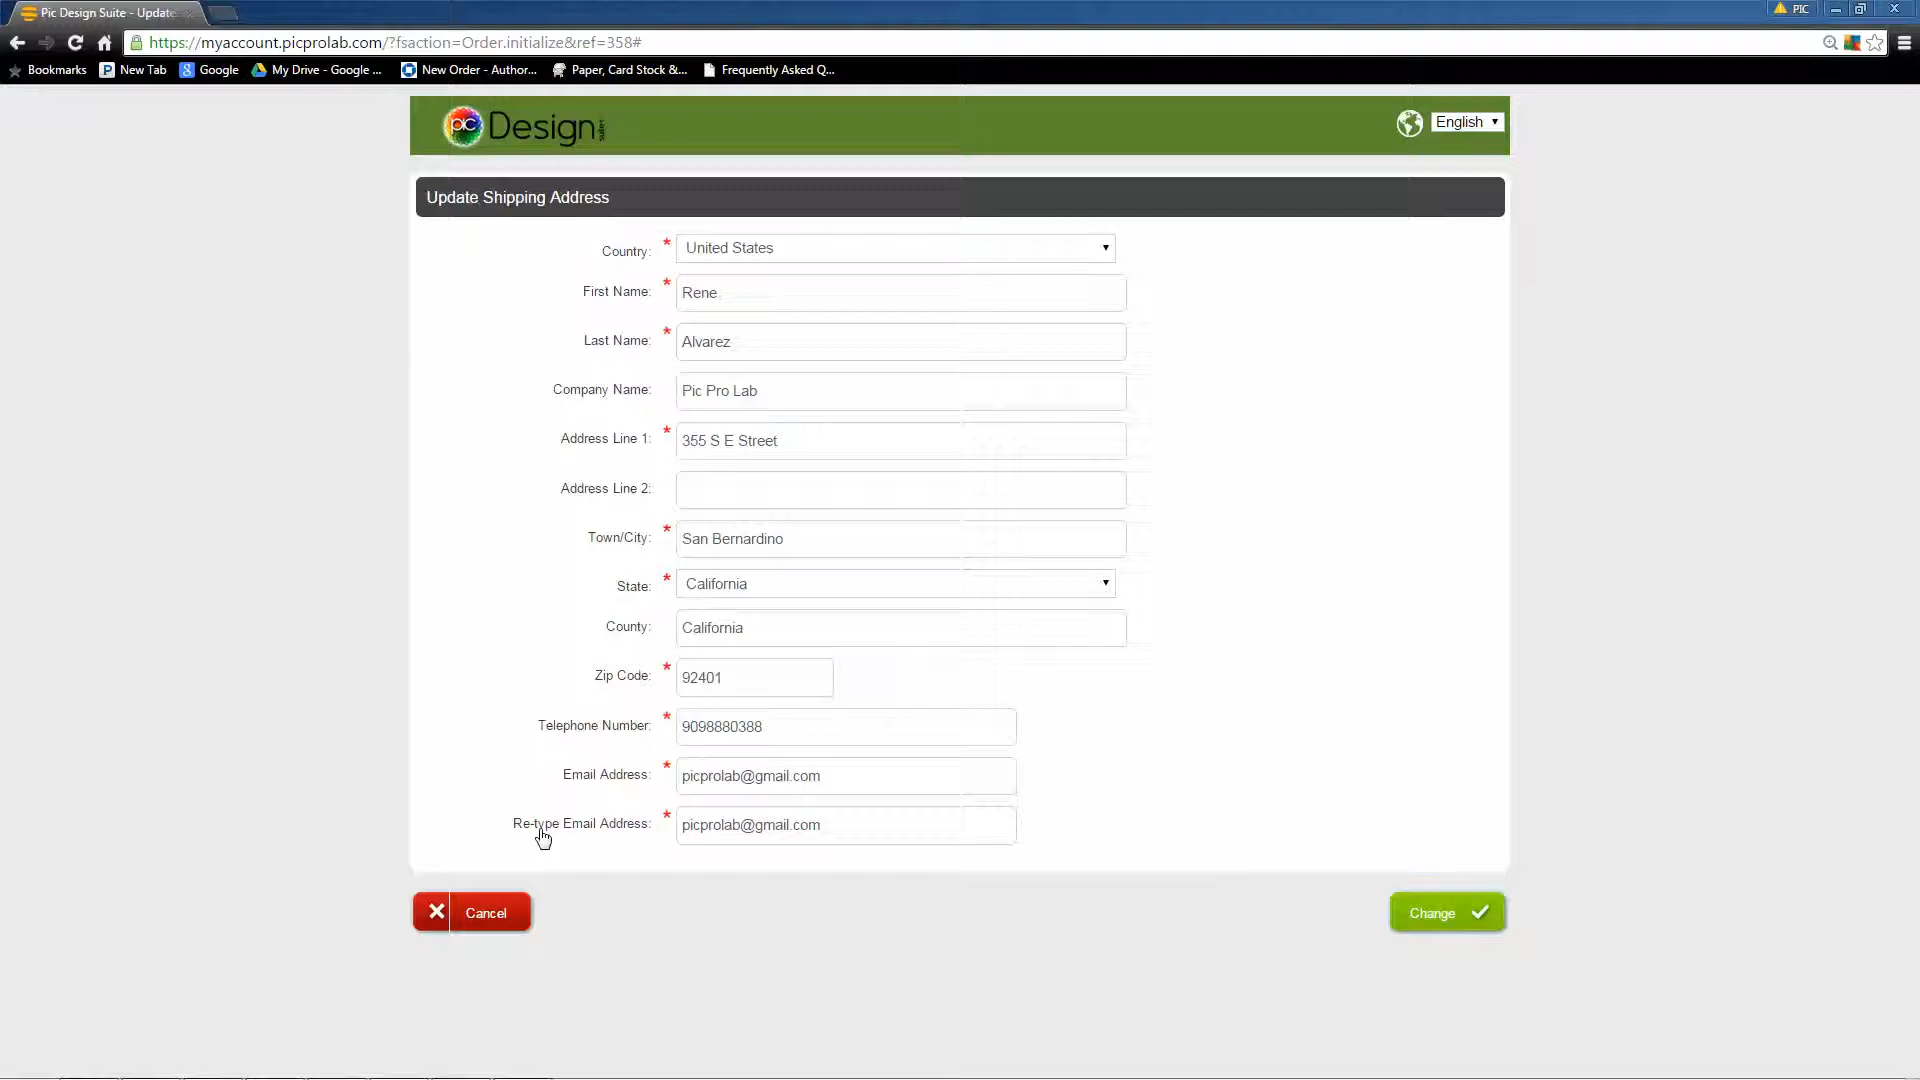 Pic Design Suite - Update
PIC
https://myaccount.picprolab.com/?fsaction=Order.initialize&ref=358#
Bookmarks New Tab Google My Drive - Google ... New Order - Author... Paper, Card Stock &... Frequently Asked Q...
pic Design suite English
Update Shipping Address
Country: * United States
First Name: * Rene
Last Name: * Alvarez
Company Name: Pic Pro Lab
Address Line 1: * 355 S E Street
Address Line 2:
Town/City: * San Bernardino
State: * California
County: California
Zip Code: * 92401
Telephone Number: * 9098880388
Email Address: * picprolab@gmail.com
Re-type Email Address: * picprolab@gmail.com
Cancel Change